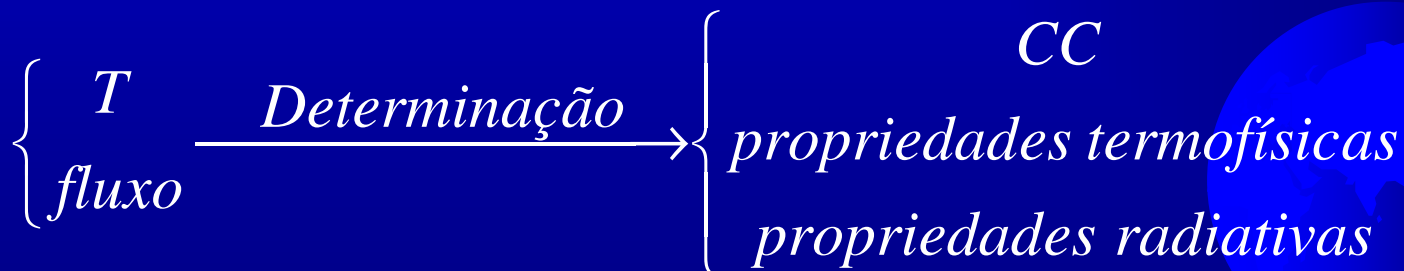 T
fluxo
Determinação
CC
propriedades termofísicas
propriedades radiativas